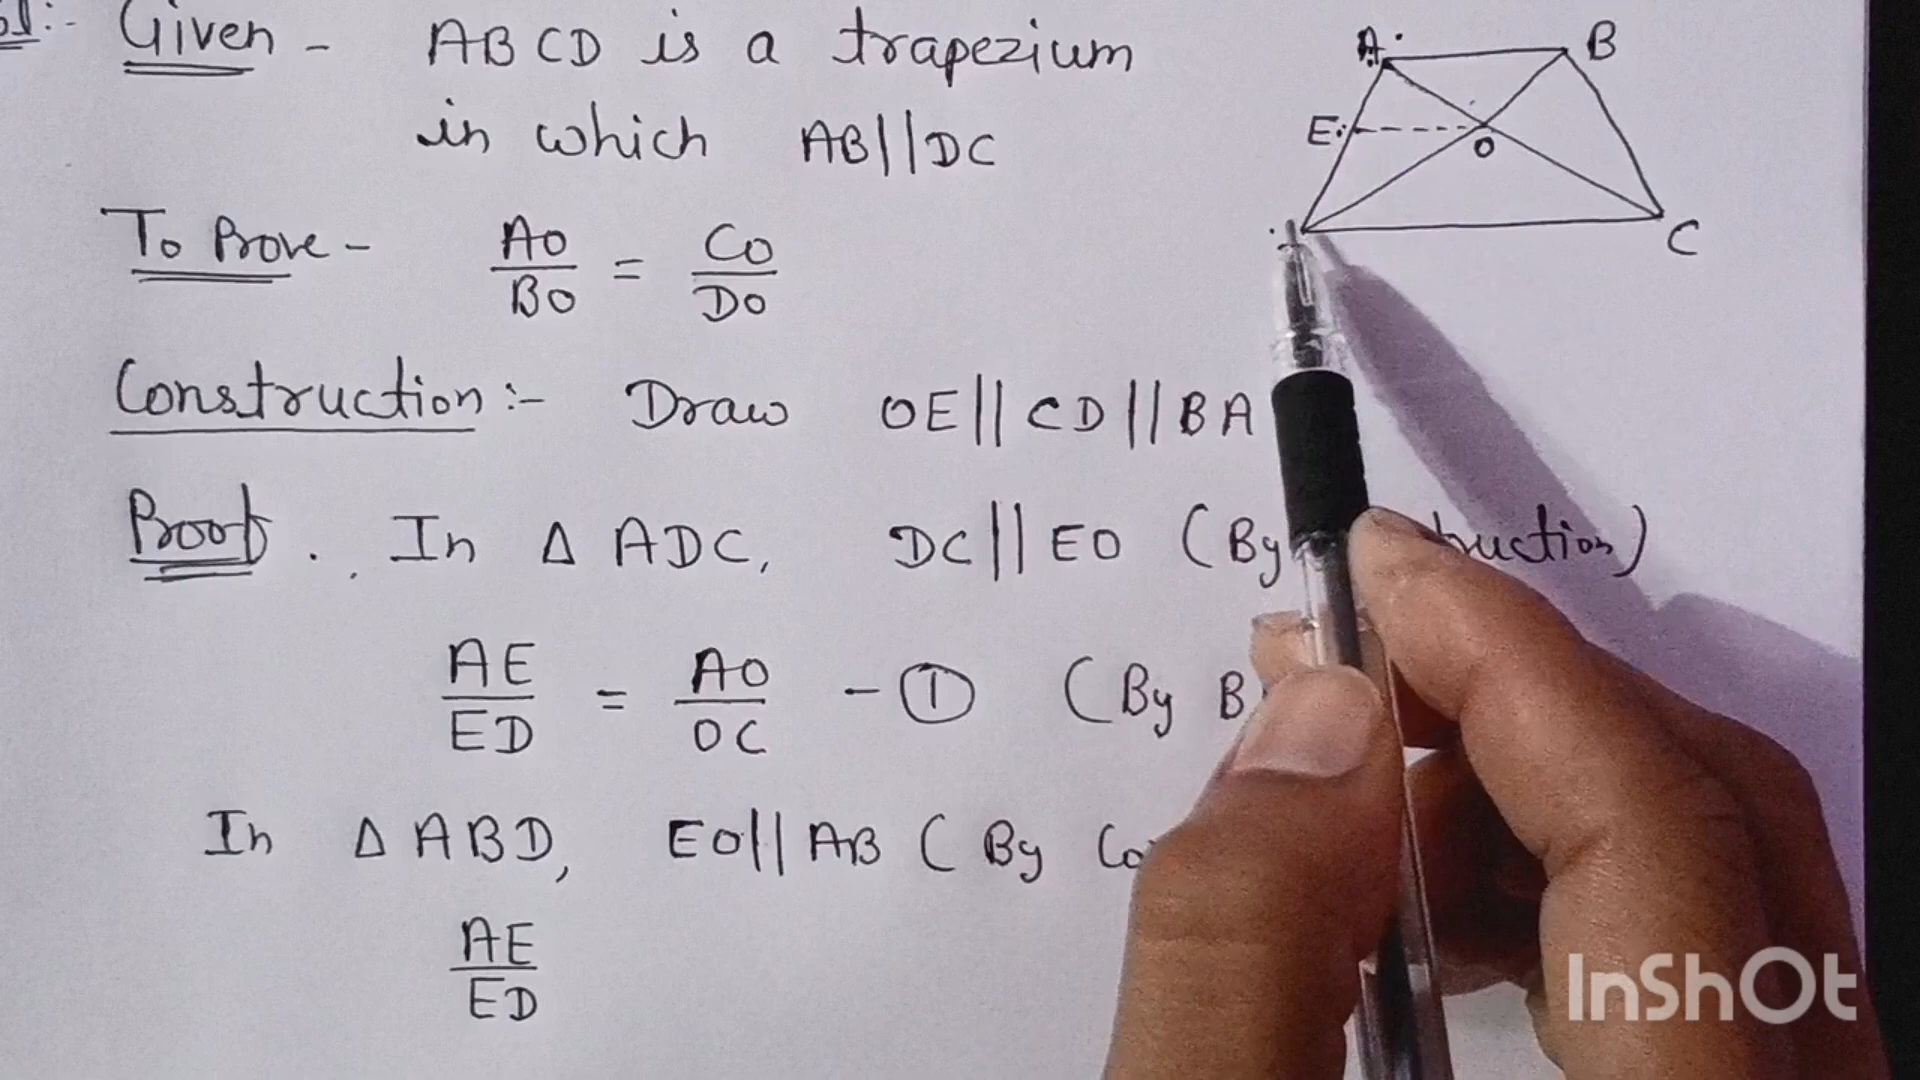 Given - ABCD is a trapezium
in which AB||DC
To Prove - AO/BO = CO/DO
Construction :- Draw OE||CD||BA
Proof. In Δ ADC, DC||EO (By
AE/ED = AO/OC - ① (By B
In Δ ABD, EO||AB (By Co
AE/ED
A B
E O
C
InShOt